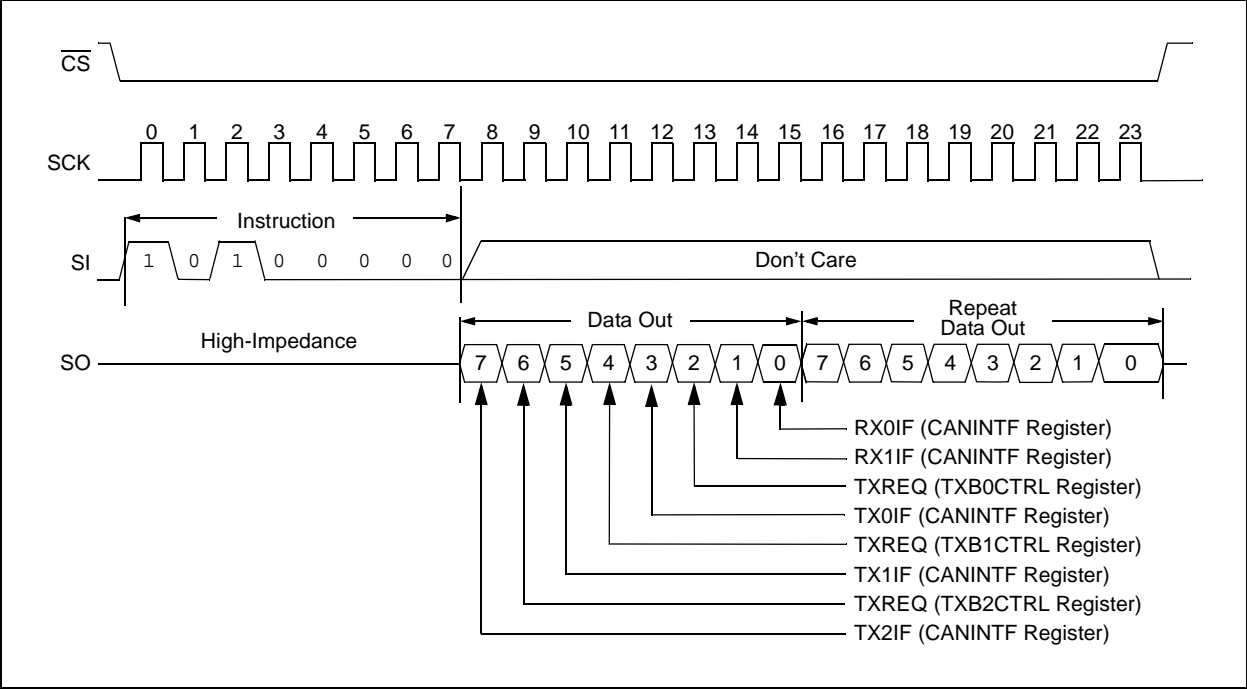 CS
0 1 2 3 4 5 6 7 8 9 10 11 12 13 14 15 16 17 18 19 20 21 22 23
SCK
Instruction
SI 1 0 1 0 0 0 0 0 Don't Care
Data Out
Repeat
Data Out
High-Impedance
SO 7 6 5 4 3 2 1 0 7 6 5 4 3 2 1 0
RX0IF (CANINTF Register)
RX1IF (CANINTF Register)
TXREQ (TXB0CTRL Register)
TX0IF (CANINTF Register)
TXREQ (TXB1CTRL Register)
TX1IF (CANINTF Register)
TXREQ (TXB2CTRL Register)
TX2IF (CANINTF Register)